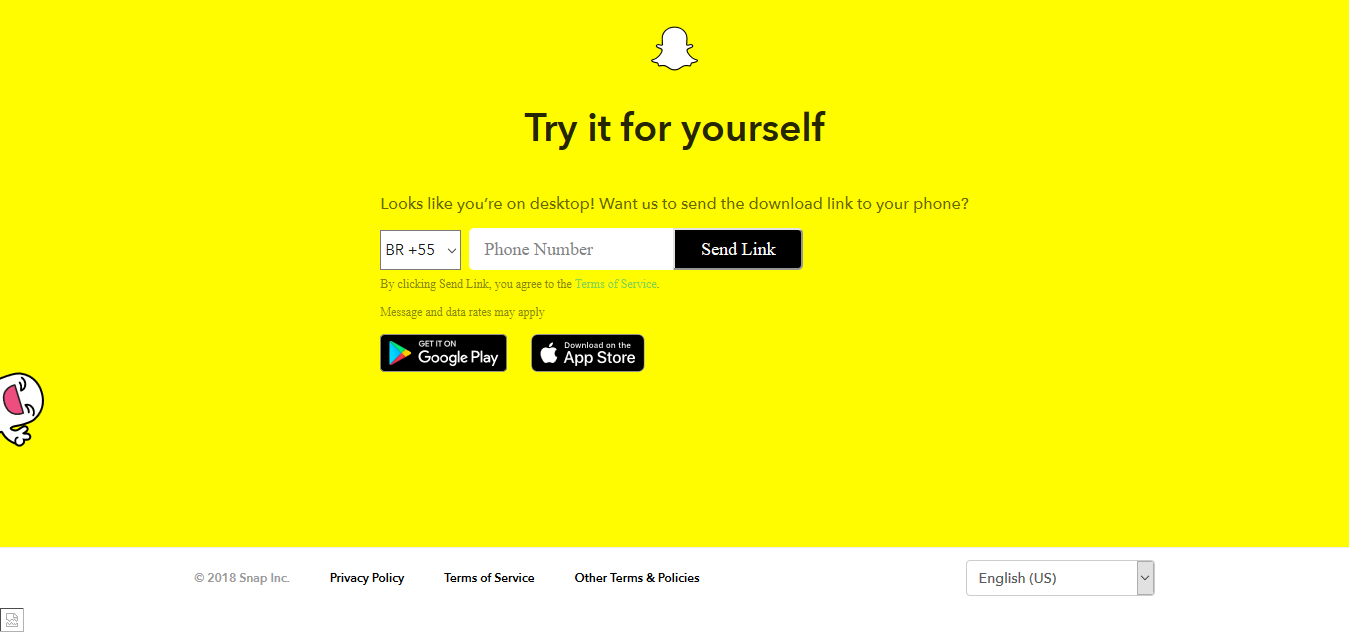 Try it for yourself
Looks like you’re on desktop! Want us to send the download link to your phone?
BR +55 Phone Number Send Link
By clicking Send Link, you agree to the Terms of Service.
Message and data rates may apply
GET IT ON
Google Play
Download on the
App Store
© 2018 Snap Inc. Privacy Policy Terms of Service Other Terms & Policies English (US)